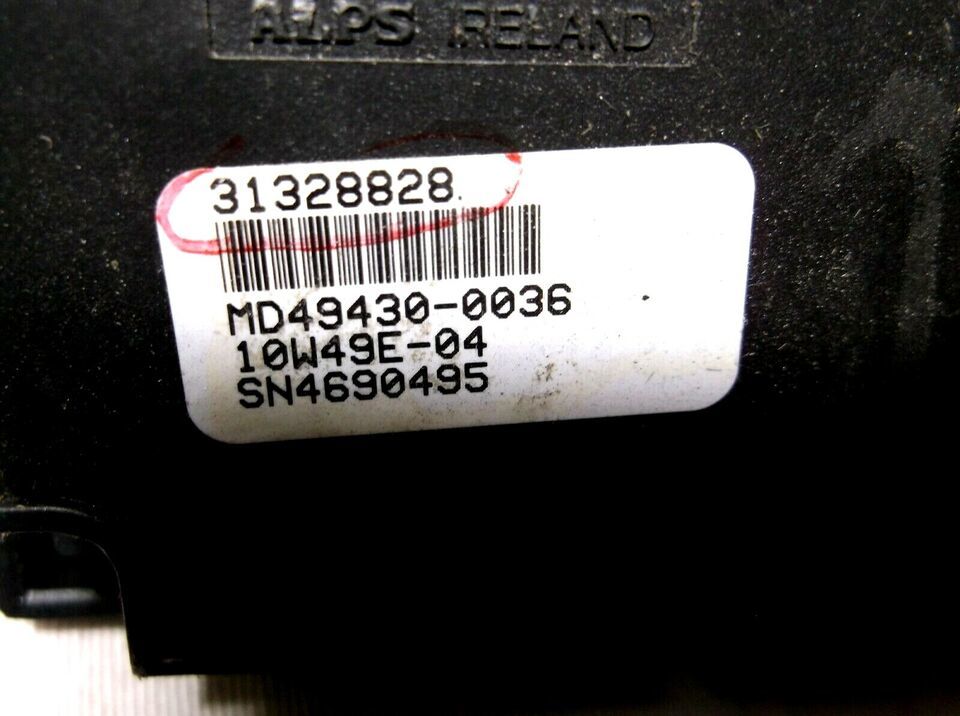 ALPS IRELAND
31328828
MD49430-0036
10W49E-04
SN4690495